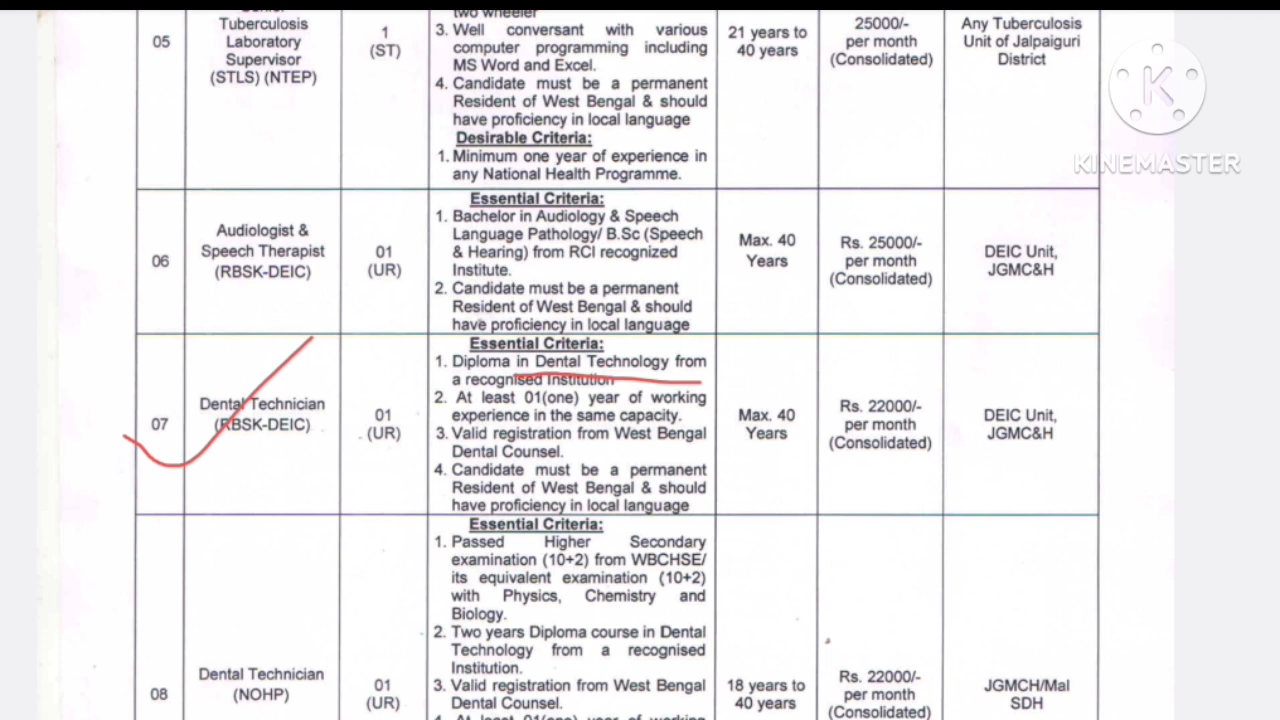 05
Tuberculosis
Laboratory
Supervisor
(STLS) (NTEP)
1
(ST)
two wheeler
3. Well conversant with various
computer programming including
MS Word and Excel.
4. Candidate must be a permanent
Resident of West Bengal & should
have proficiency in local language
Desirable Criteria:
1. Minimum one year of experience in
any National Health Programme.
21 years to
40 years
25000/-
per month
(Consolidated)
Any Tuberculosis
Unit of Jalpaiguri
District
K
KINEMASTER
06
Audiologist &
Speech Therapist
(RBSK-DEIC)
01
(UR)
Essential Criteria:
1. Bachelor in Audiology & Speech
Language Pathology/ B.Sc (Speech
& Hearing) from RCI recognized
Institute.
2. Candidate must be a permanent
Resident of West Bengal & should
have proficiency in local language
Max. 40
Years
Rs. 25000/-
per month
(Consolidated)
DEIC Unit,
JGMC&H
07
Dental Technician
(RBSK-DEIC)
01
(UR)
Essential Criteria:
1. Diploma in Dental Technology from
a recognised Institution
2. At least 01(one) year of working
experience in the same capacity.
3. Valid registration from West Bengal
Dental Counsel.
4. Candidate must be a permanent
Resident of West Bengal & should
have proficiency in local language
Max. 40
Years
Rs. 22000/-
per month
(Consolidated)
DEIC Unit,
JGMC&H
08
Dental Technician
(NOHP)
01
(UR)
Essential Criteria:
1. Passed Higher Secondary
examination (10+2) from WBCHSE/
its equivalent examination (10+2)
with Physics, Chemistry and
Biology.
2. Two years Diploma course in Dental
Technology from a recognised
Institution.
3. Valid registration from West Bengal
Dental Counsel.
4. At least 01(one) year of working
18 years to
40 years
Rs. 22000/-
per month
(Consolidated)
JGMCH/Mal
SDH